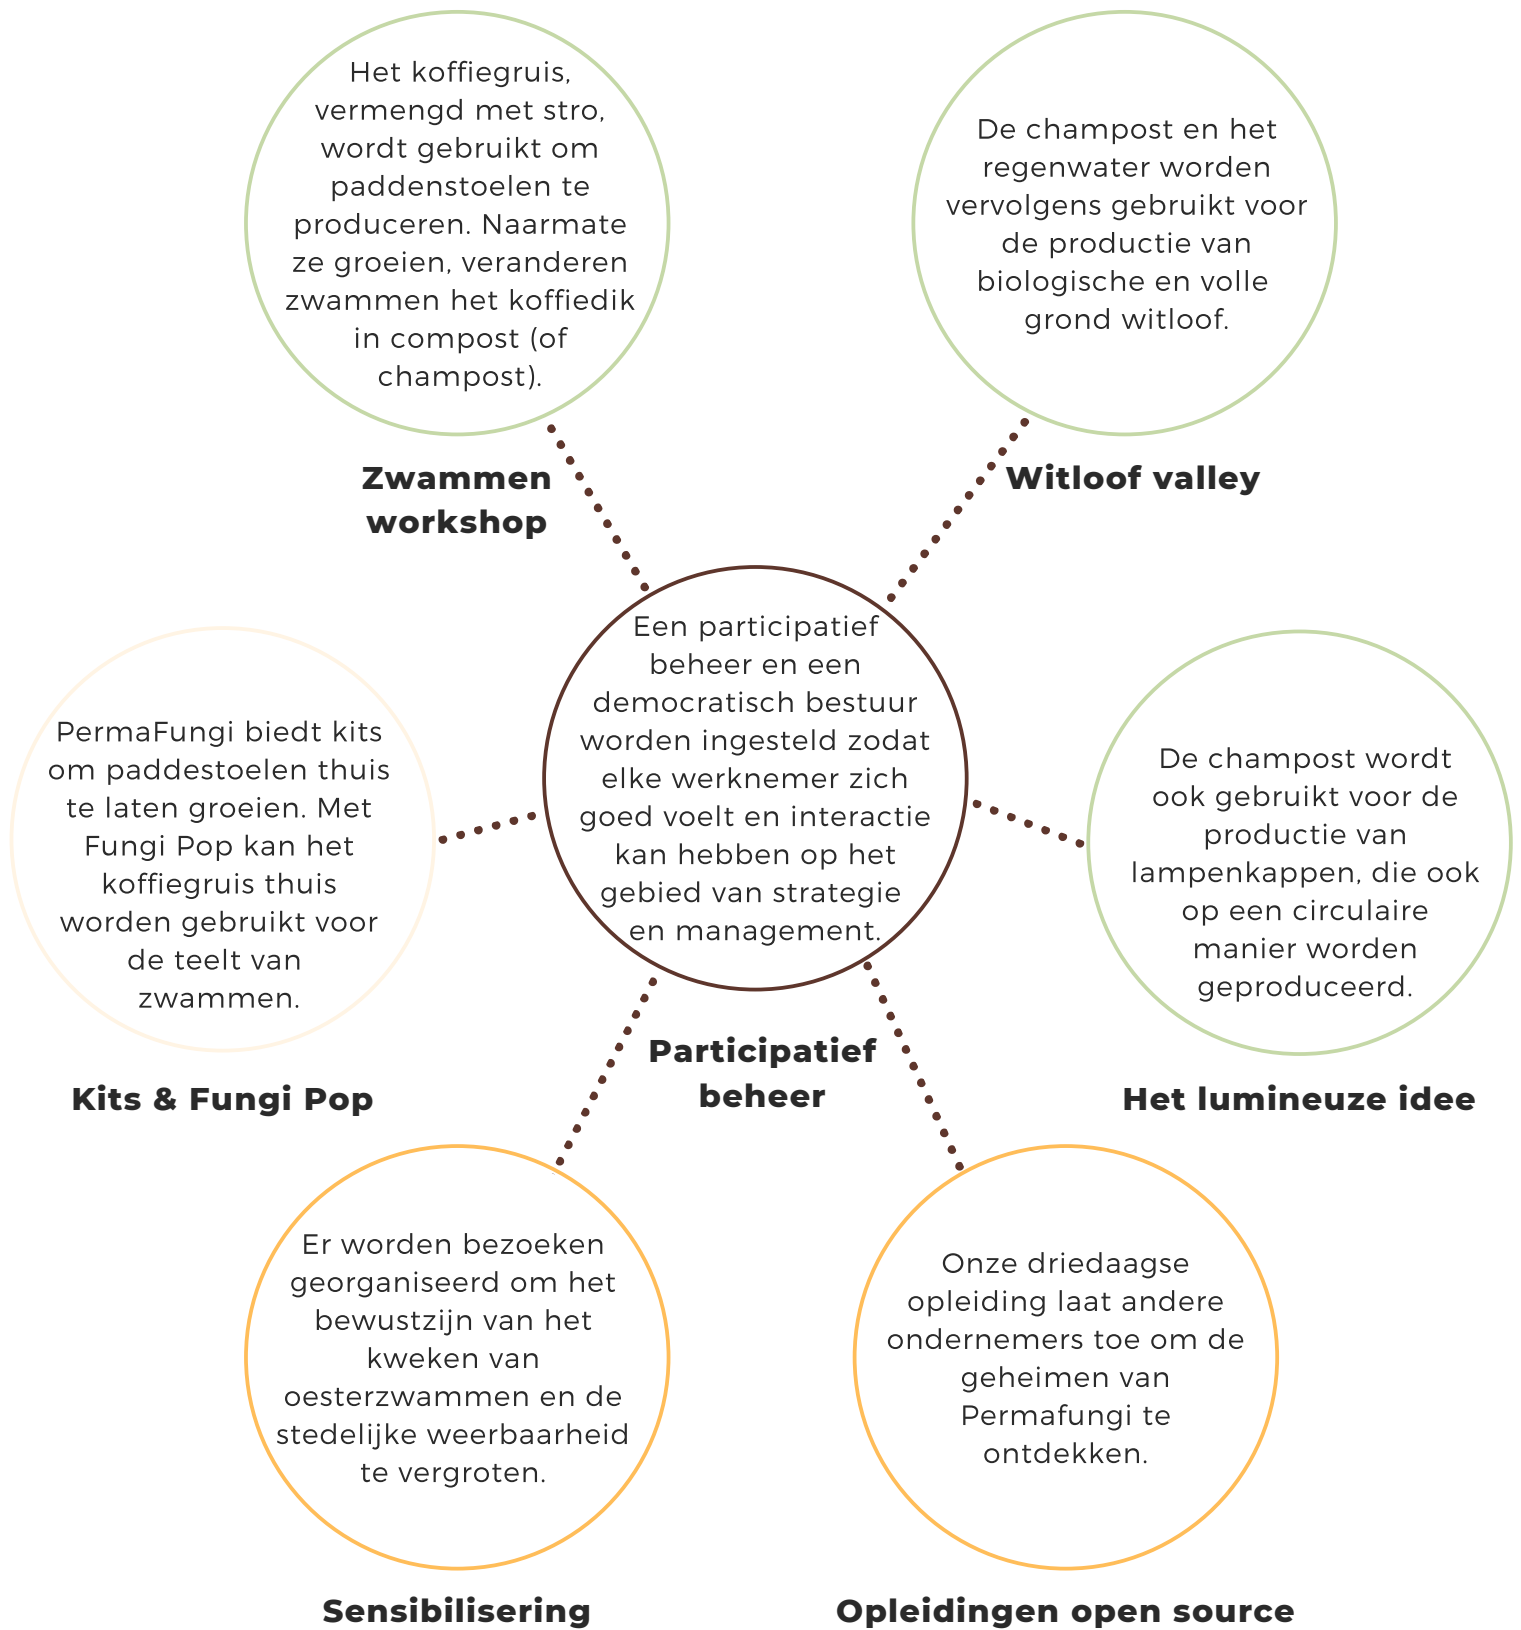 Het koffiegruis,
vermengd met stro,
wordt gebruikt om
paddenstoelen te
produceren. Naarmate
ze groeien, veranderen
zwammen het koffiedik
in compost (of
champost).
Zwammen
workshop
De champost en het
regenwater worden
vervolgens gebruikt voor
de productie van
biologische en volle
grond witloof.
Witloof valley
PermaFungi biedt kits
om paddestoelen thuis
te laten groeien. Met
Fungi Pop kan het
koffiegruis thuis
worden gebruikt voor
de teelt van
zwammen.
Kits & Fungi Pop
Een participatief
beheer en een
democratisch bestuur
worden ingesteld zodat
elke werknemer zich
goed voelt en interactie
kan hebben op het
gebied van strategie
en management.
Participatief
beheer
De champost wordt
ook gebruikt voor de
productie van
lampenkappen, die ook
op een circulaire
manier worden
geproduceerd.
Het lumineuze idee
Er worden bezoeken
georganiseerd om het
bewustzijn van het
kweken van
oesterzwammen en de
stedelijke weerbaarheid
te vergroten.
Sensibilisering
Onze driedaagse
opleiding laat andere
ondernemers toe om de
geheimen van
Permafungi te
ontdekken.
Opleidingen open source